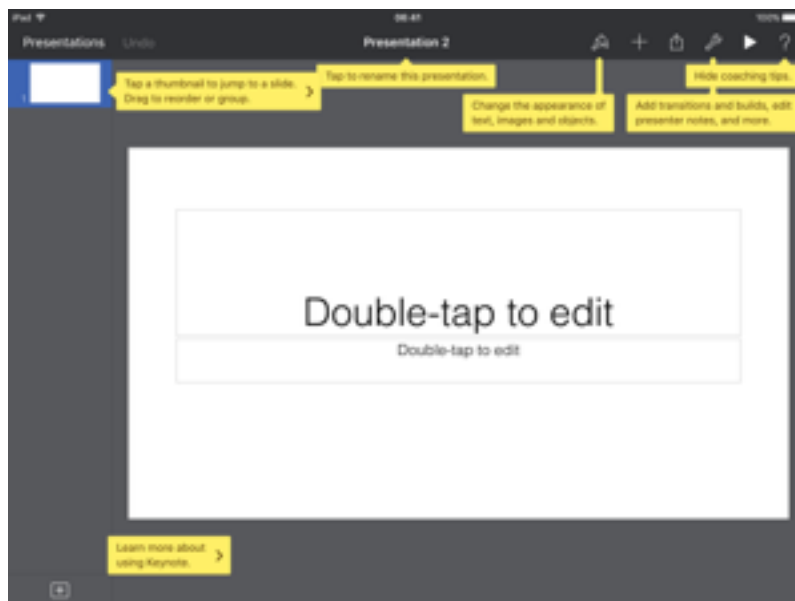 iPad 08:41 100%
Presentations Undo Presentation 2 ?
Tap a thumbnail to jump to a slide.
Drag to reorder or group.
Tap to rename this presentation.
Hide coaching tips.
Change the appearance of
text, images and objects.
Add transitions and builds, edit
presenter notes, and more.
1
Double-tap to edit
Double-tap to edit
Learn more about
using Keynote.